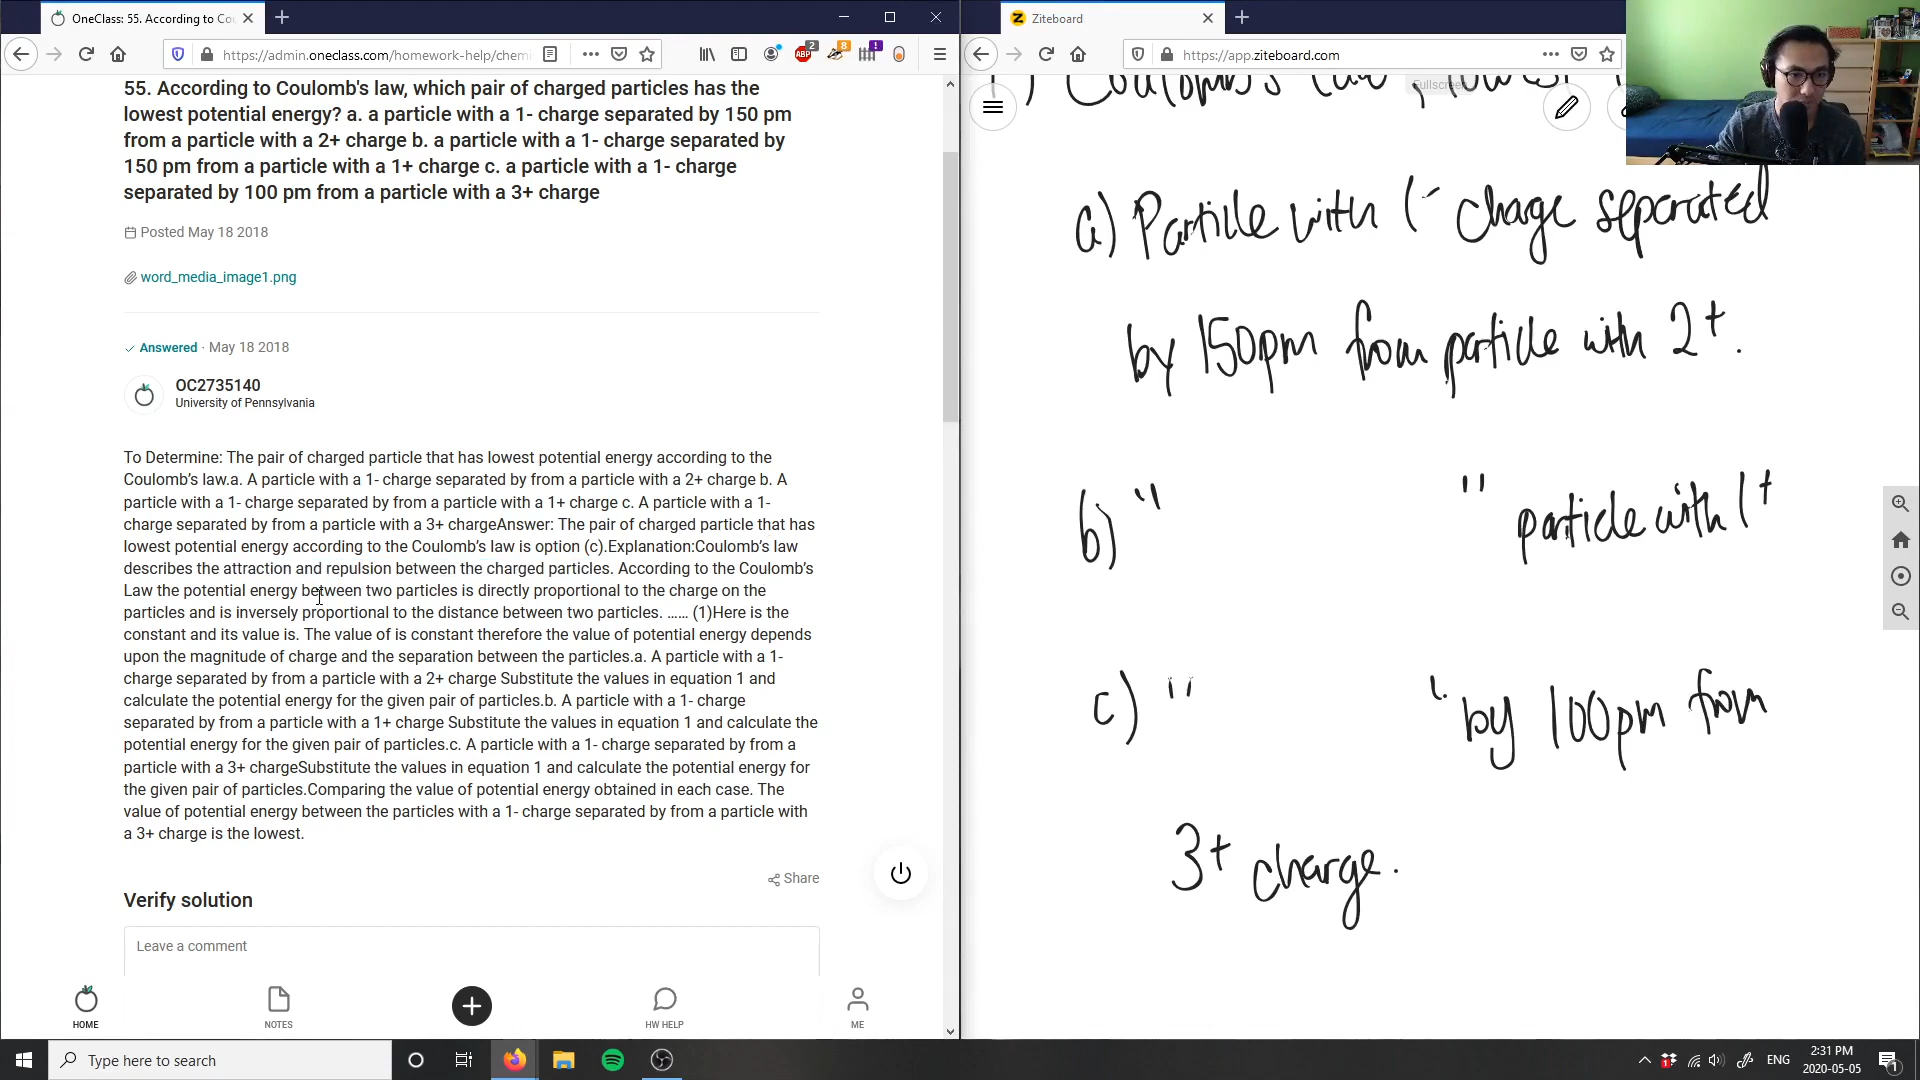 OneClass: 55. According to Cou
Ziteboard
https://admin.oneclass.com/homework-help/chemi
2
8
!
https://app.ziteboard.com
55. According to Coulomb's law, which pair of charged particles has the
lowest potential energy? a. a particle with a 1- charge separated by 150 pm
from a particle with a 2+ charge b. a particle with a 1- charge separated by
150 pm from a particle with a 1+ charge c. a particle with a 1- charge
separated by 100 pm from a particle with a 3+ charge
Posted May 18 2018
word_media_image1.png
Answered · May 18 2018
OC2735140
University of Pennsylvania
To Determine: The pair of charged particle that has lowest potential energy according to the
Coulomb’s law.a. A particle with a 1- charge separated by from a particle with a 2+ charge b. A
particle with a 1- charge separated by from a particle with a 1+ charge c. A particle with a 1-
charge separated by from a particle with a 3+ chargeAnswer: The pair of charged particle that has
lowest potential energy according to the Coulomb’s law is option (c).Explanation:Coulomb’s law
describes the attraction and repulsion between the charged particles. According to the Coulomb’s
Law the potential energy between two particles is directly proportional to the charge on the
particles and is inversely proportional to the distance between two particles. …… (1)Here is the
constant and its value is. The value of is constant therefore the value of potential energy depends
upon the magnitude of charge and the separation between the particles.a. A particle with a 1-
charge separated by from a particle with a 2+ charge Substitute the values in equation 1 and
calculate the potential energy for the given pair of particles.b. A particle with a 1- charge
separated by from a particle with a 1+ charge Substitute the values in equation 1 and calculate the
potential energy for the given pair of particles.c. A particle with a 1- charge separated by from a
particle with a 3+ chargeSubstitute the values in equation 1 and calculate the potential energy for
the given pair of particles.Comparing the value of potential energy obtained in each case. The
value of potential energy between the particles with a 1- charge separated by from a particle with
a 3+ charge is the lowest.
Share
Verify solution
Leave a comment
HOME
NOTES
HW HELP
ME
Fullscreen
Coulomb's law, lowest
a) Particle with 1- charge separated
by 150pm from particle with 2+.
b) " " particle with 1+
c) " " by 100pm from
3+ charge.
Type here to search
ENG
2:31 PM
2020-05-05
1